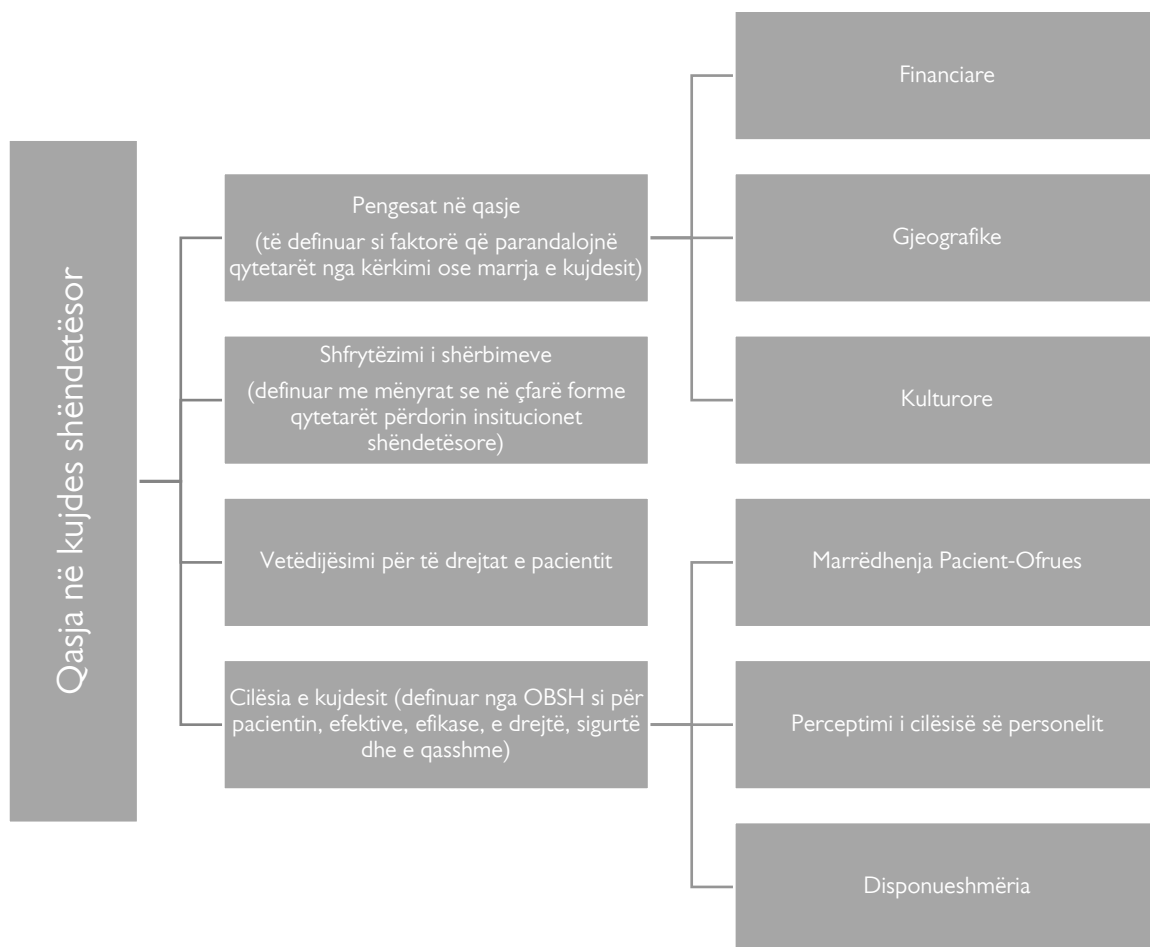 Qasja në kujdes shëndetësor
Pengesat në qasje
(të definuar si faktorë që parandalojnë
qytetarët nga kërkimi ose marrja e kujdesit)
Financiare
Gjeografike
Kulturore
Shfrytëzimi i shërbimeve
(definuar me mënyrat se në çfarë forme
qytetarët përdorin insitucionet
shëndetësore)
Vetëdijësimi për të drejtat e pacientit
Cilësia e kujdesit (definuar nga OBSH si për
pacientin, efektive, efikase, e drejtë, sigurtë
dhe e qasshme)
Marrëdhenja Pacient-Ofrues
Perceptimi i cilësisë së personelit
Disponueshmëria